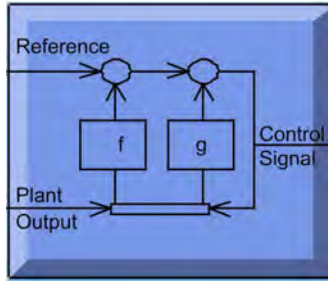 Reference
f
g
Control
Signal
Plant
Output